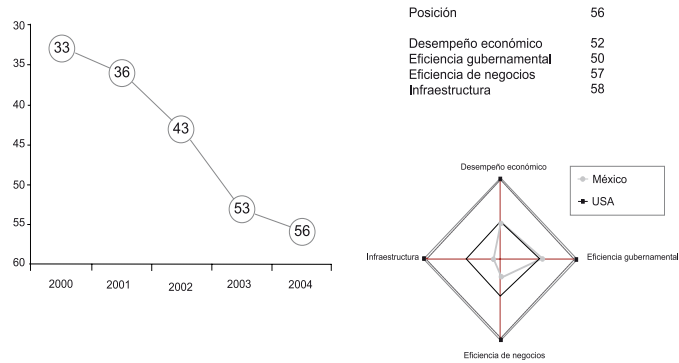 30
35
40
45
50
55
60
33
36
43
53
56
2000 2001 2002 2003 2004
Posición 56
Desempeño económico 52
Eficiencia gubernamental 50
Eficiencia de negocios 57
Infraestructura 58
Desempeño económico
México
USA
Infraestructura
Eficiencia gubernamental
Eficiencia de negocios